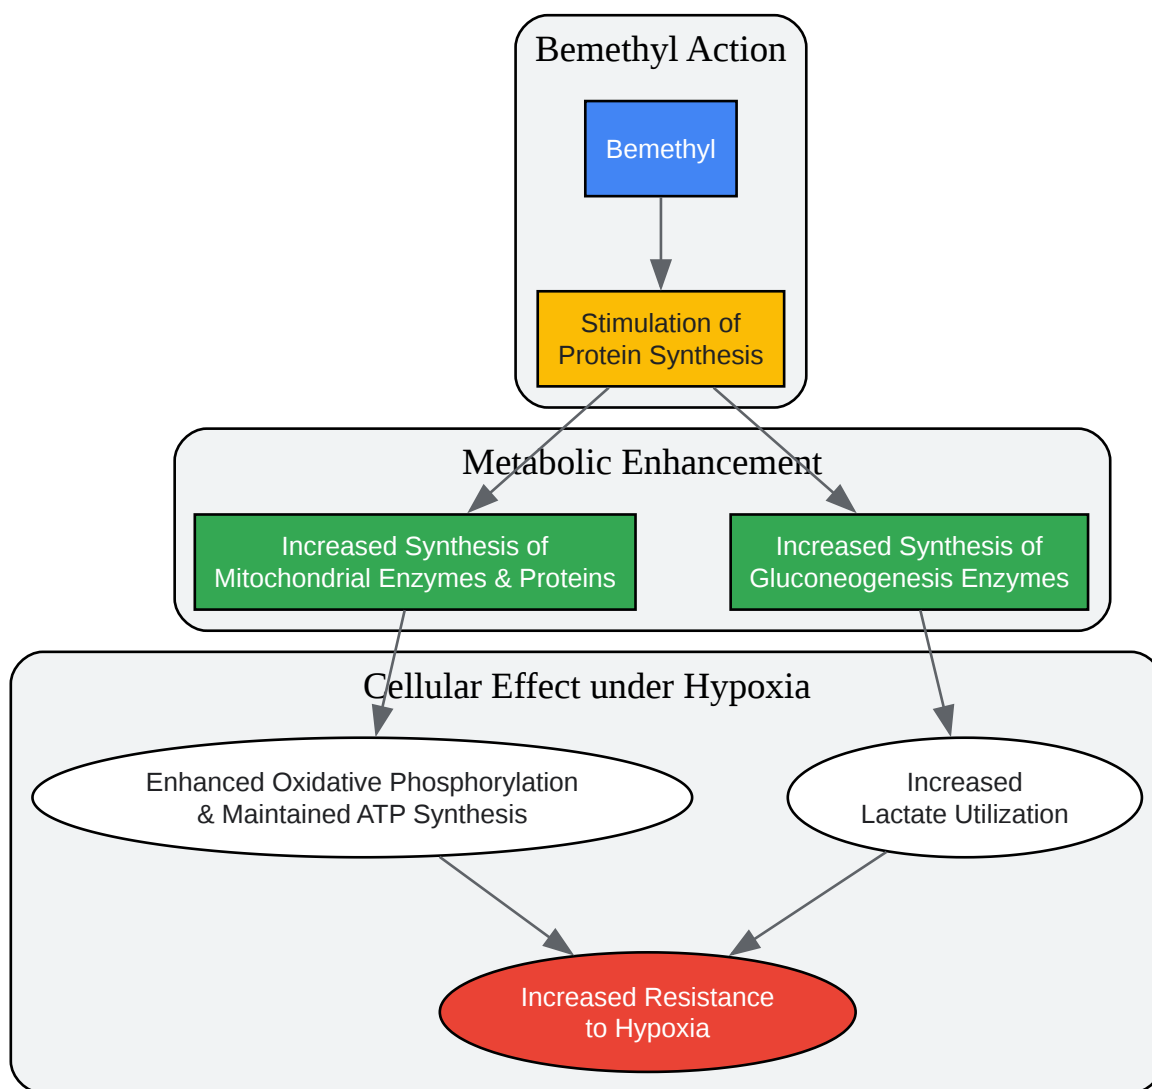 Bemethyl Action
Bemethyl
Stimulation of
Protein Synthesis
Metabolic Enhancement
Increased Synthesis of
Mitochondrial Enzymes & Proteins
Increased Synthesis of
Gluconeogenesis Enzymes
Cellular Effect under Hypoxia
Enhanced Oxidative Phosphorylation
& Maintained ATP Synthesis
Increased
Lactate Utilization
Increased Resistance
to Hypoxia